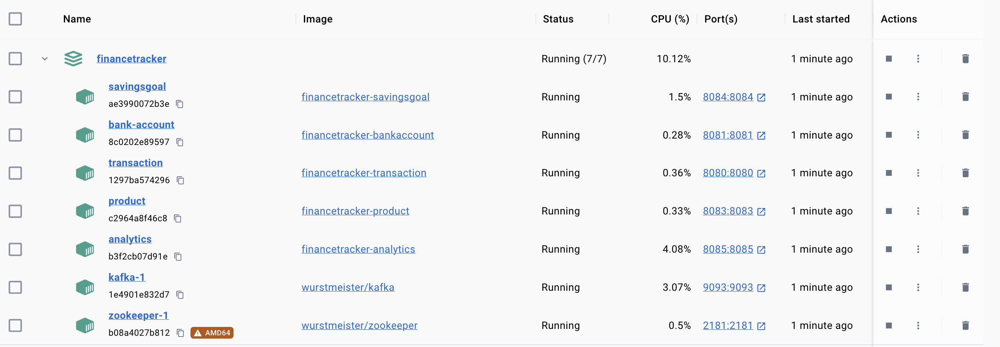 Name Image Status CPU (%) Port(s) Last started Actions
financetracker Running (7/7) 10.12% 1 minute ago
savingsgoal
ae3990072b3e financetracker-savingsgoal Running 1.5% 8084:8084 1 minute ago
bank-account
8c0202e89597 financetracker-bankaccount Running 0.28% 8081:8081 1 minute ago
transaction
1297ba574296 financetracker-transaction Running 0.36% 8080:8080 1 minute ago
product
c2964a8f46c8 financetracker-product Running 0.33% 8083:8083 1 minute ago
analytics
b3f2cb07d91e financetracker-analytics Running 4.08% 8085:8085 1 minute ago
kafka-1
1e4901e832d7 wurstmeister/kafka Running 3.07% 9093:9093 1 minute ago
zookeeper-1
b08a4027b812 AMD64 wurstmeister/zookeeper Running 0.5% 2181:2181 1 minute ago